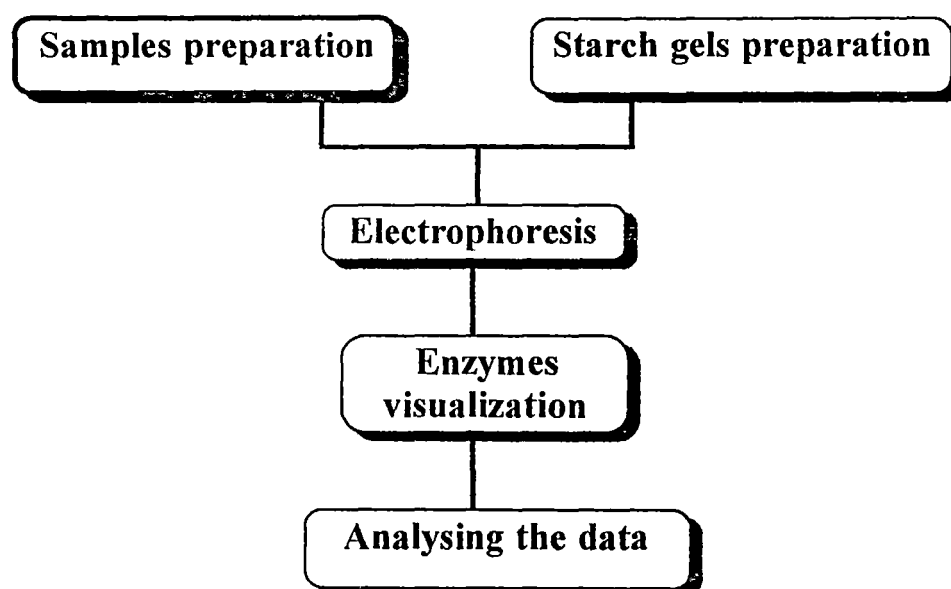 Samples preparation
Starch gels preparation
Electrophoresis
Enzymes
visualization
Analysing the data